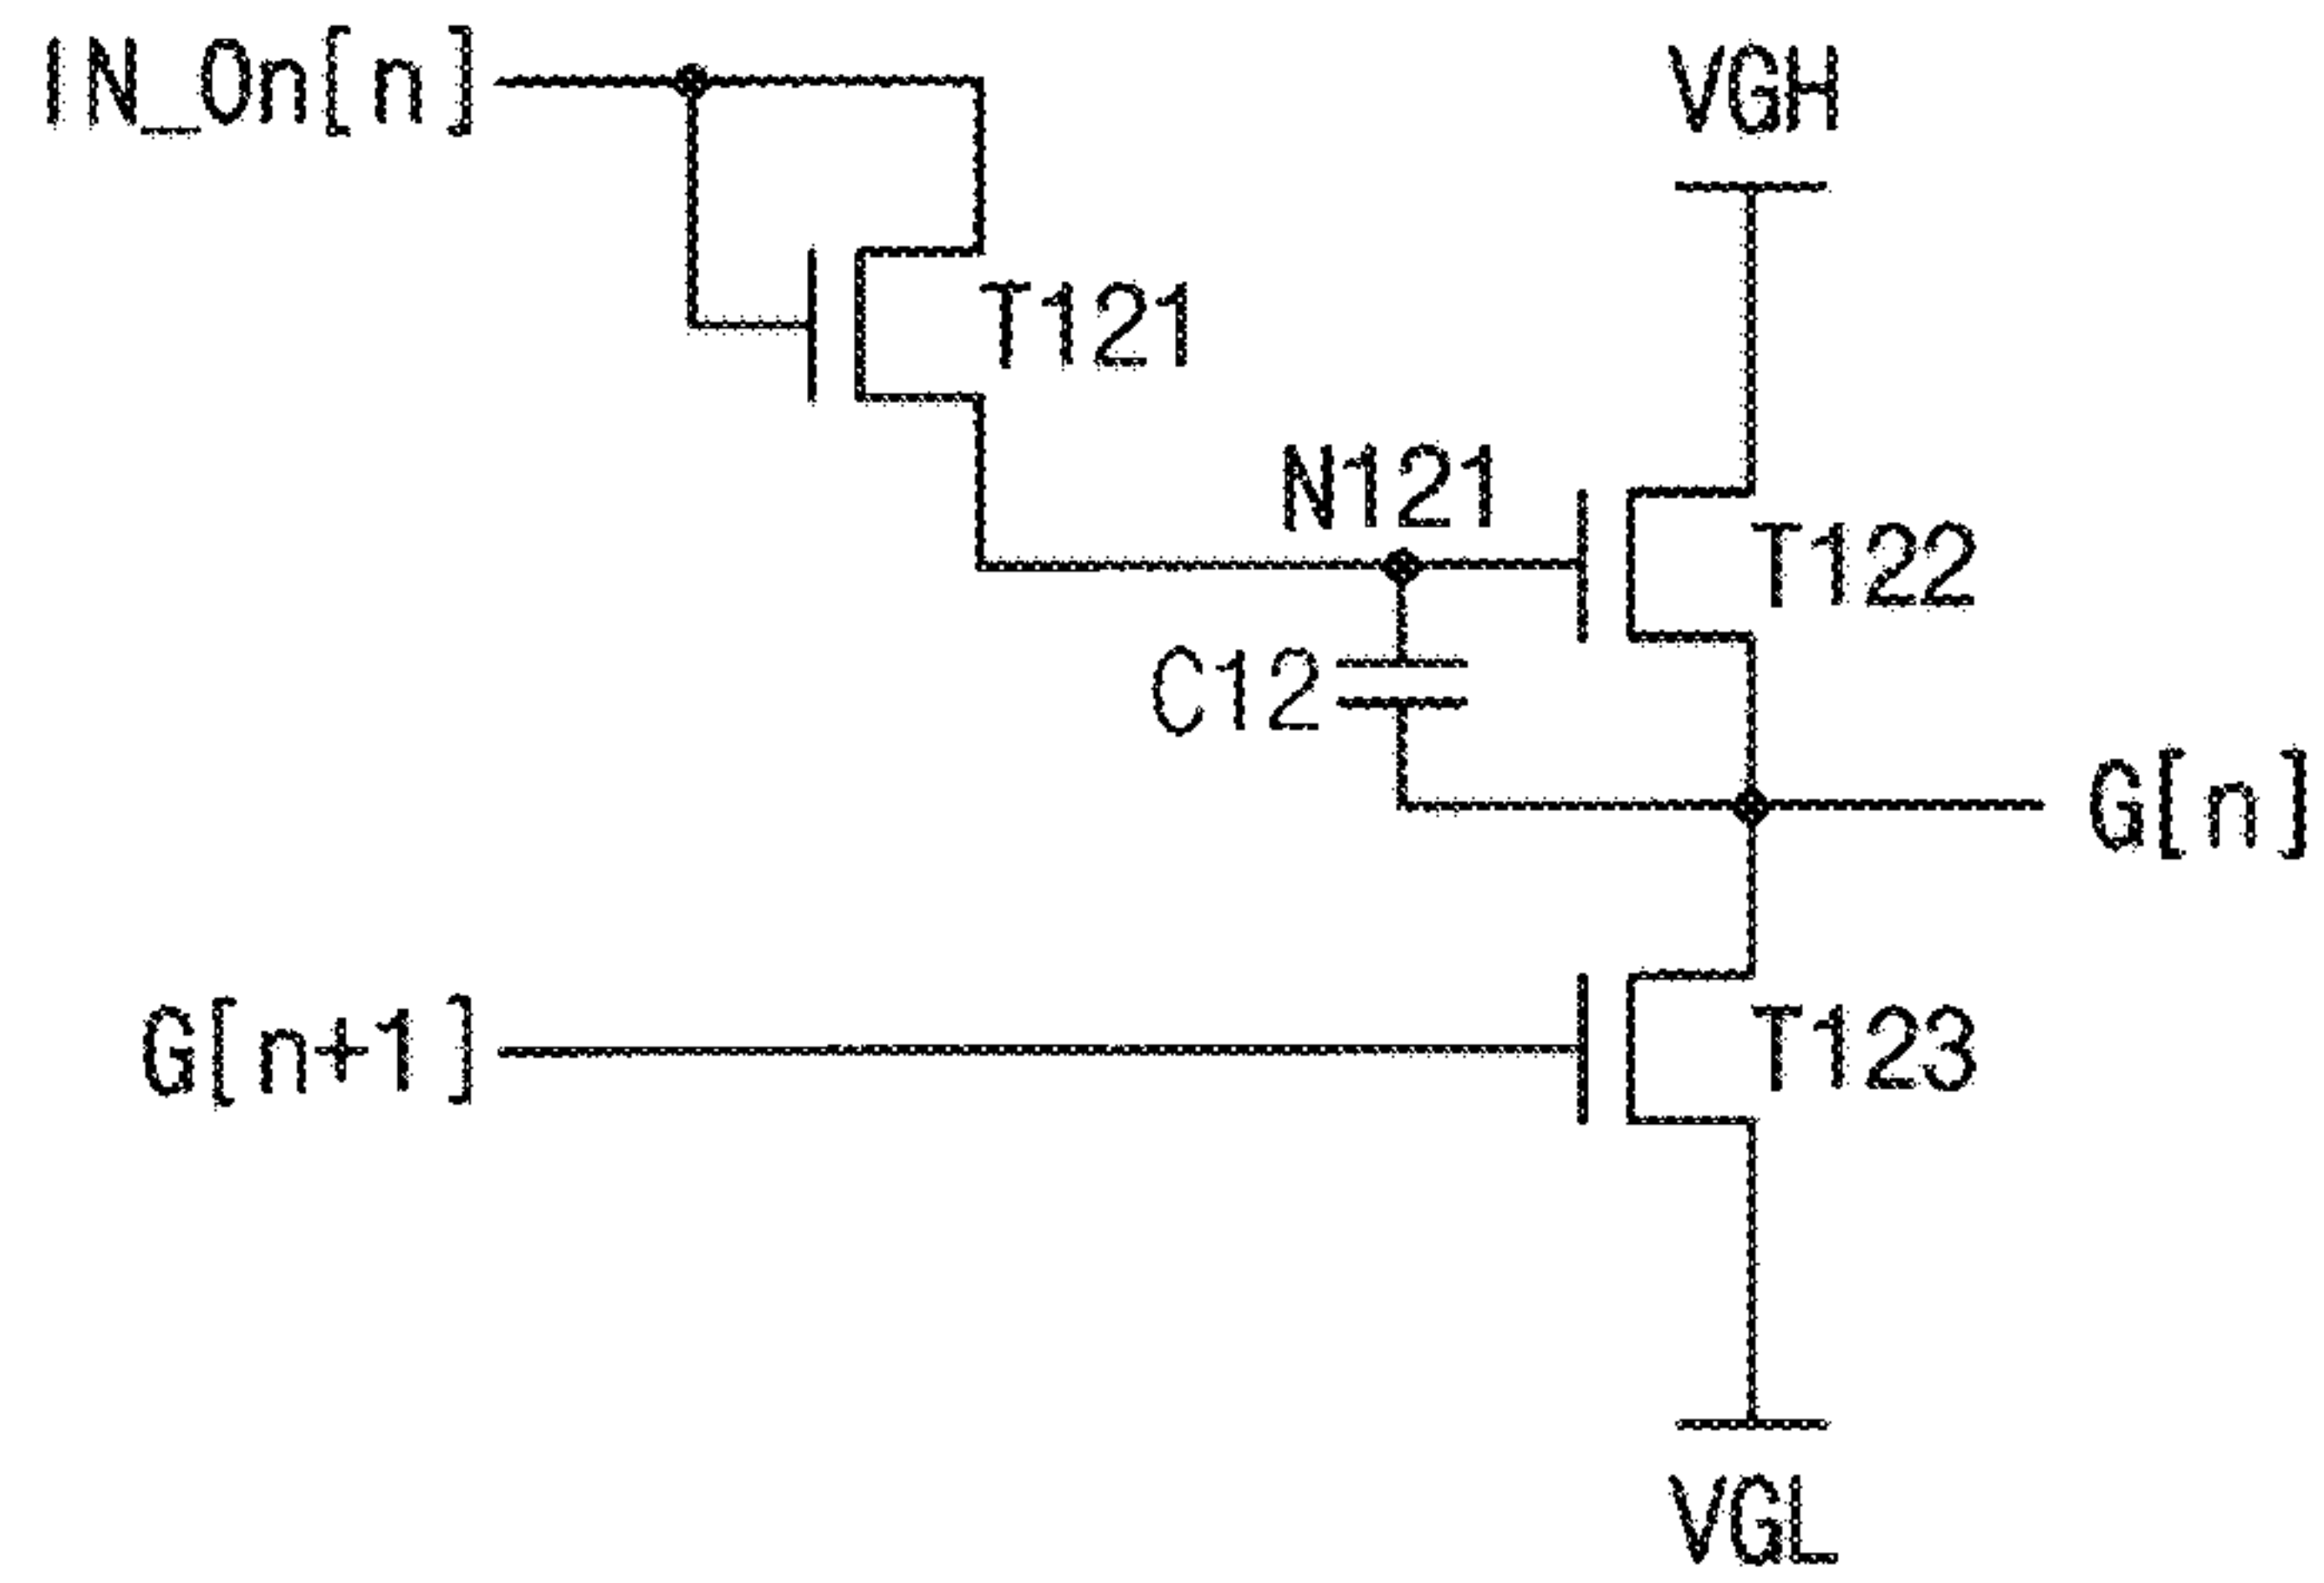 IN_On[n]
VGH
T121
N121
T122
C12
G[n]
G[n+1]
T123
VGL